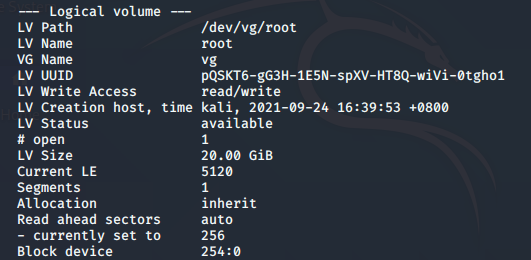 --- Logical volume ---
LV Path                /dev/vg/root
LV Name                root
VG Name                vg
LV UUID                pQSKT6-gG3H-1E5N-spXV-HT8Q-wiVi-0tgho1
LV Write Access        read/write
LV Creation host, time kali, 2021-09-24 16:39:53 +0800
LV Status              available
# open                 1
LV Size                20.00 GiB
Current LE             5120
Segments               1
Allocation             inherit
Read ahead sectors     auto
- currently set to     256
Block device           254:0